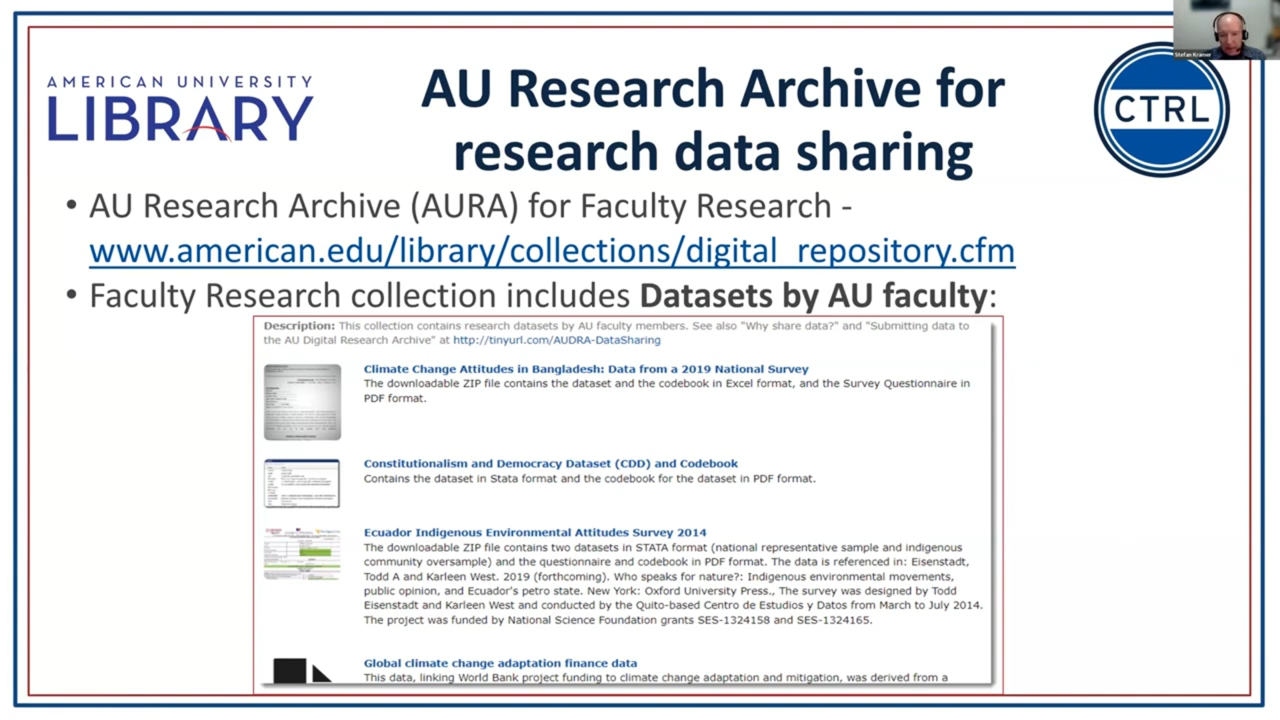 Stefan Kramer
AMERICAN UNIVERSITY
LIBRARY
AU Research Archive for
research data sharing
CTRL
• AU Research Archive (AURA) for Faculty Research -
www.american.edu/library/collections/digital_repository.cfm
• Faculty Research collection includes Datasets by AU faculty:
Description: This collection contains research datasets by AU faculty members. See also "Why share data?" and "Submitting data to
the AU Digital Research Archive" at http://tinyurl.com/AUDRA-DataSharing
Climate Change Attitudes in Bangladesh: Data from a 2019 National Survey
The downloadable ZIP file contains the dataset and the codebook in Excel format, and the Survey Questionnaire in
PDF format.
Constitutionalism and Democracy Dataset (CDD) and Codebook
Contains the dataset in Stata format and the codebook for the dataset in PDF format.
Ecuador Indigenous Environmental Attitudes Survey 2014
The downloadable ZIP file contains two datasets in STATA format (national representative sample and indigenous
community oversample) and the questionnaire and codebook in PDF format. The data is referenced in: Eisenstadt,
Todd A and Karleen West. 2019 (forthcoming). Who speaks for nature?: Indigenous environmental movements,
public opinion, and Ecuador's petro state. New York: Oxford University Press., The survey was designed by Todd
Eisenstadt and Karleen West and conducted by the Quito-based Centro de Estudios y Datos from March to July 2014.
The project was funded by National Science Foundation grants SES-1324158 and SES-1324165.
Global climate change adaptation finance data
This data, linking World Bank project funding to climate change adaptation and mitigation, was derived from a